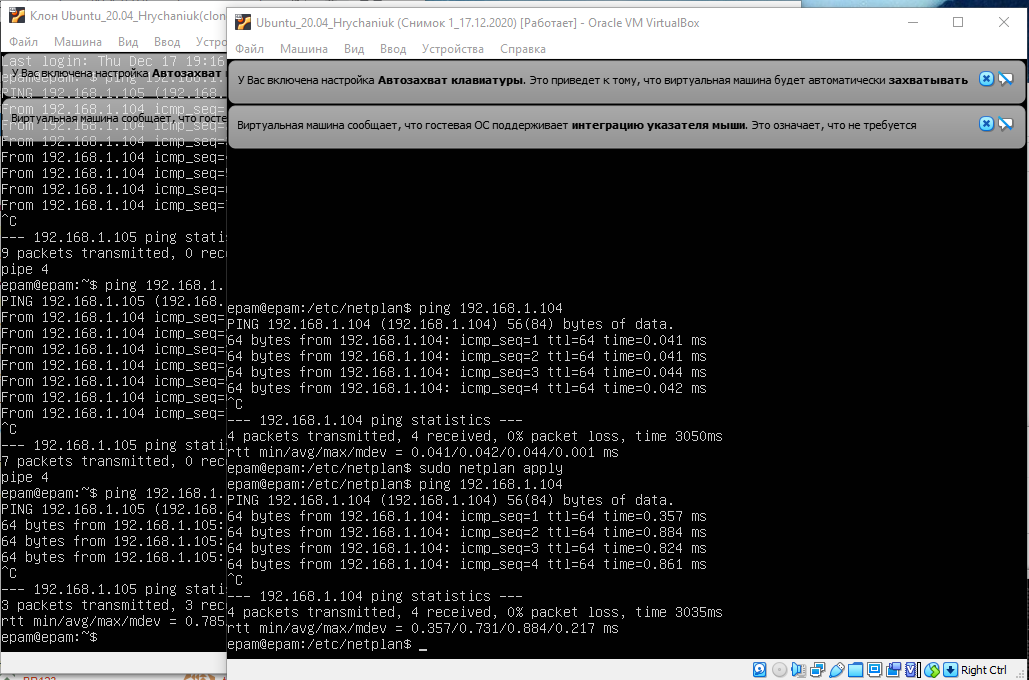 Клон Ubuntu_20.04_Hrychaniuk(clon
Файл Машина Вид Ввод Устро
Last login: Thu Dec 17 19:16
У Вас включена настройка Автозахват
PING 192.168.1.105 (192.168.
From 192.168.1.104 icmp_seq=
Виртуальная машина сообщает, что госте
From 192.168.1.104 icmp_seq=
From 192.168.1.104 icmp_seq=
From 192.168.1.104 icmp_seq=
From 192.168.1.104 icmp_seq=
From 192.168.1.104 icmp_seq=
From 192.168.1.104 icmp_seq=
^C
--- 192.168.1.105 ping statis
9 packets transmitted, 0 rec
pipe 4
epam@epam:~$ ping 192.168.1.
PING 192.168.1.105 (192.168.
From 192.168.1.104 icmp_seq=
From 192.168.1.104 icmp_seq=
From 192.168.1.104 icmp_seq=
From 192.168.1.104 icmp_seq=
From 192.168.1.104 icmp_seq=
From 192.168.1.104 icmp_seq=
From 192.168.1.104 icmp_seq=
^C
--- 192.168.1.105 ping stati
7 packets transmitted, 0 rec
pipe 4
epam@epam:~$ ping 192.168.1.
PING 192.168.1.105 (192.168.
64 bytes from 192.168.1.105:
64 bytes from 192.168.1.105:
64 bytes from 192.168.1.105:
^C
--- 192.168.1.105 ping stati
3 packets transmitted, 3 rec
rtt min/avg/max/mdev = 0.785
epam@epam:~$
Ubuntu_20.04_Hrychaniuk (Снимок 1_17.12.2020) [Работает] - Oracle VM VirtualBox
Файл Машина Вид Ввод Устройства Справка
У Вас включена настройка Автозахват клавиатуры. Это приведет к тому, что виртуальная машина будет автоматически захватывать
Виртуальная машина сообщает, что гостевая ОС поддерживает интеграцию указателя мыши. Это означает, что не требуется
epam@epam:/etc/netplan$ ping 192.168.1.104
PING 192.168.1.104 (192.168.1.104) 56(84) bytes of data.
64 bytes from 192.168.1.104: icmp_seq=1 ttl=64 time=0.041 ms
64 bytes from 192.168.1.104: icmp_seq=2 ttl=64 time=0.041 ms
64 bytes from 192.168.1.104: icmp_seq=3 ttl=64 time=0.044 ms
64 bytes from 192.168.1.104: icmp_seq=4 ttl=64 time=0.042 ms
^C
--- 192.168.1.104 ping statistics ---
4 packets transmitted, 4 received, 0% packet loss, time 3050ms
rtt min/avg/max/mdev = 0.041/0.042/0.044/0.001 ms
epam@epam:/etc/netplan$ sudo netplan apply
epam@epam:/etc/netplan$ ping 192.168.1.104
PING 192.168.1.104 (192.168.1.104) 56(84) bytes of data.
64 bytes from 192.168.1.104: icmp_seq=1 ttl=64 time=0.357 ms
64 bytes from 192.168.1.104: icmp_seq=2 ttl=64 time=0.884 ms
64 bytes from 192.168.1.104: icmp_seq=3 ttl=64 time=0.824 ms
64 bytes from 192.168.1.104: icmp_seq=4 ttl=64 time=0.861 ms
^C
--- 192.168.1.104 ping statistics ---
4 packets transmitted, 4 received, 0% packet loss, time 3035ms
rtt min/avg/max/mdev = 0.357/0.731/0.884/0.217 ms
epam@epam:/etc/netplan$ _
Right Ctrl